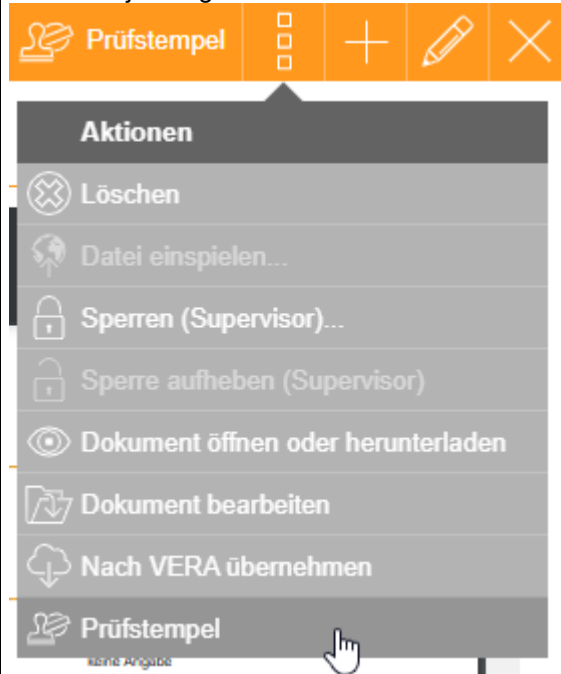 Prüfstempel
Aktionen
Löschen
Datei einspielen...
Sperren (Supervisor)...
Sperre aufheben (Supervisor)
Dokument öffnen oder herunterladen
Dokument bearbeiten
Nach VERA übernehmen
Prüfstempel
keine Angabe